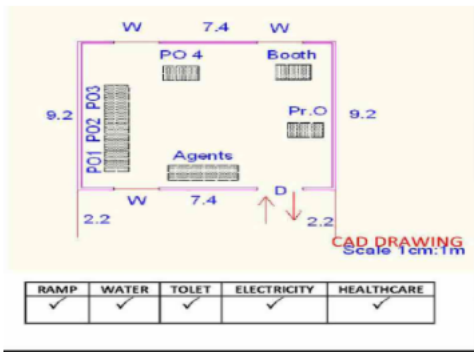 W 7.4 W
PO 4 Booth
9.2 PO1 PO2 PO3 Pr.O 9.2
Agents
W 7.4 D
2.2 2.2
CAD DRAWING
Scale 1cm:1m
RAMP WATER TOLET ELECTRICITY HEALTHCARE
✓ ✓ ✓ ✓ ✓